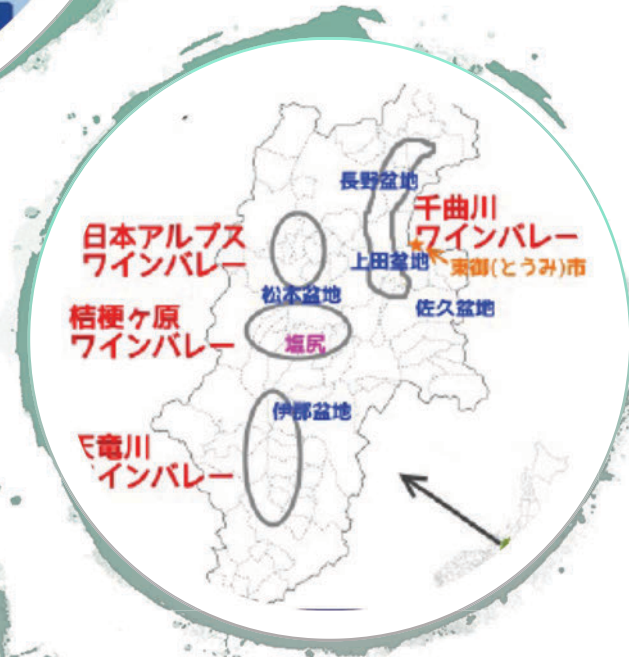 長野盆地
千曲川
ワインバレー
日本アルプス
ワインバレー
上田盆地
東御(とうみ)市
松本盆地
佐久盆地
桔梗ヶ原
ワインバレー
塩尻
伊那盆地
天竜川
インバレー